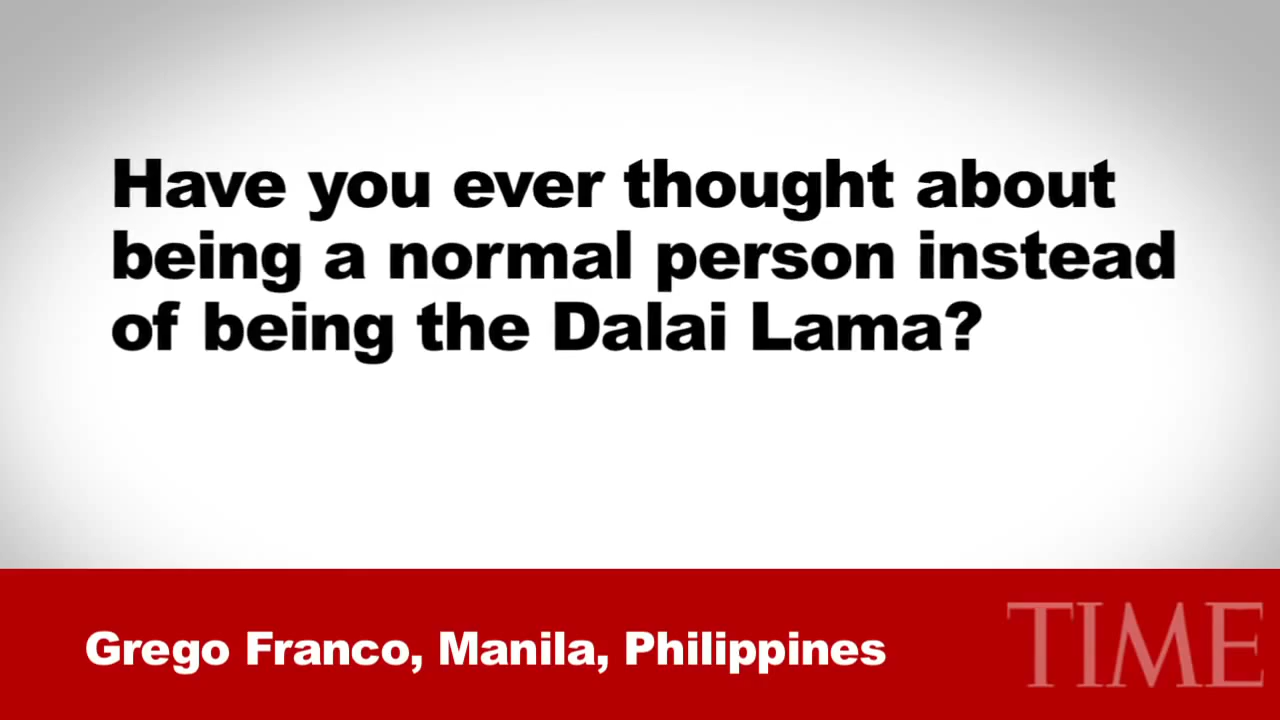 Have you ever thought about
being a normal person instead
of being the Dalai Lama?
Grego Franco, Manila, Philippines
TIME